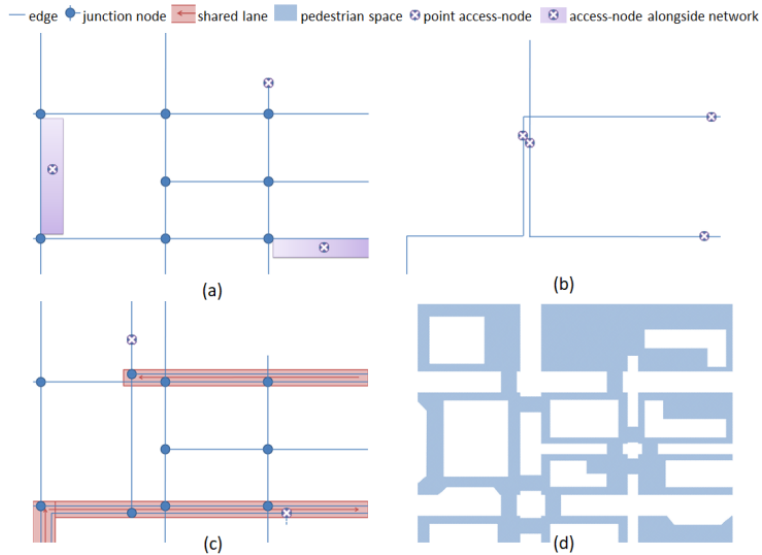 edge junction node shared lane pedestrian space point access-node access-node alongside network
(a)
(b)
(c)
(d)